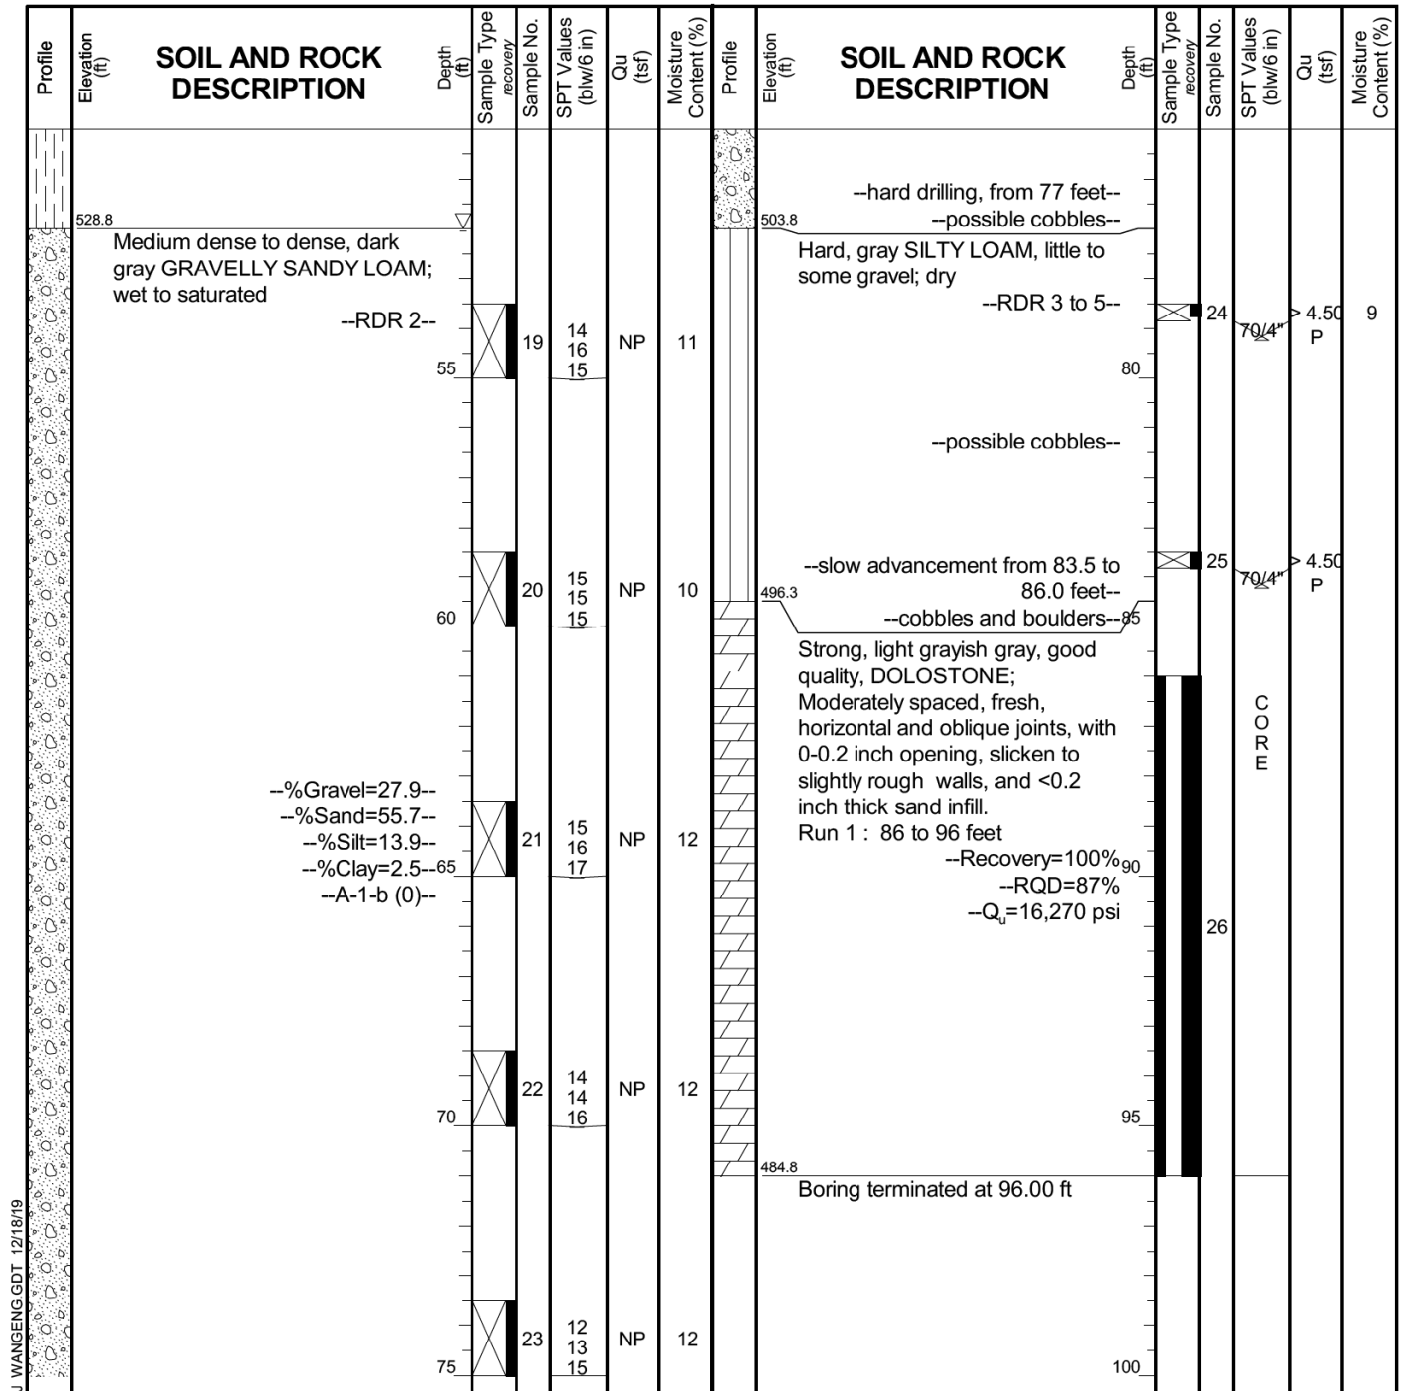 Profile
Elevation
(ft)
SOIL AND ROCK
DESCRIPTION
Depth
(ft)
Sample Type
recovery
Sample No.
SPT Values
(blw/6 in)
Qu
(tsf)
Moisture
Content (%)
528.8
Medium dense to dense, dark
gray GRAVELLY SANDY LOAM;
wet to saturated
--RDR 2--
55
19
14
16
15
NP
11
60
20
15
15
15
NP
10
--%Gravel=27.9--
--%Sand=55.7--
--%Silt=13.9--
--%Clay=2.5--65
--A-1-b (0)--
21
15
16
17
NP
12
70
22
14
14
16
NP
12
75
23
12
13
15
NP
12
Profile
Elevation
(ft)
SOIL AND ROCK
DESCRIPTION
Depth
(ft)
Sample Type
recovery
Sample No.
SPT Values
(blw/6 in)
Qu
(tsf)
Moisture
Content (%)
--hard drilling, from 77 feet--
--possible cobbles--
503.8
Hard, gray SILTY LOAM, little to
some gravel; dry
--RDR 3 to 5--
24
70/4"
> 4.50
P
9
80
--possible cobbles--
--slow advancement from 83.5 to
86.0 feet--
25
70/4"
> 4.50
P
496.3
--cobbles and boulders--85
Strong, light grayish gray, good
quality, DOLOSTONE;
Moderately spaced, fresh,
horizontal and oblique joints, with
0-0.2 inch opening, slicken to
slightly rough walls, and <0.2
inch thick sand infill.
Run 1 : 86 to 96 feet
--Recovery=100%
90
--RQD=87%
--Qu=16,270 psi
26
C
O
R
E
95
484.8
Boring terminated at 96.00 ft
100
WANGENG.GDT 12/18/19